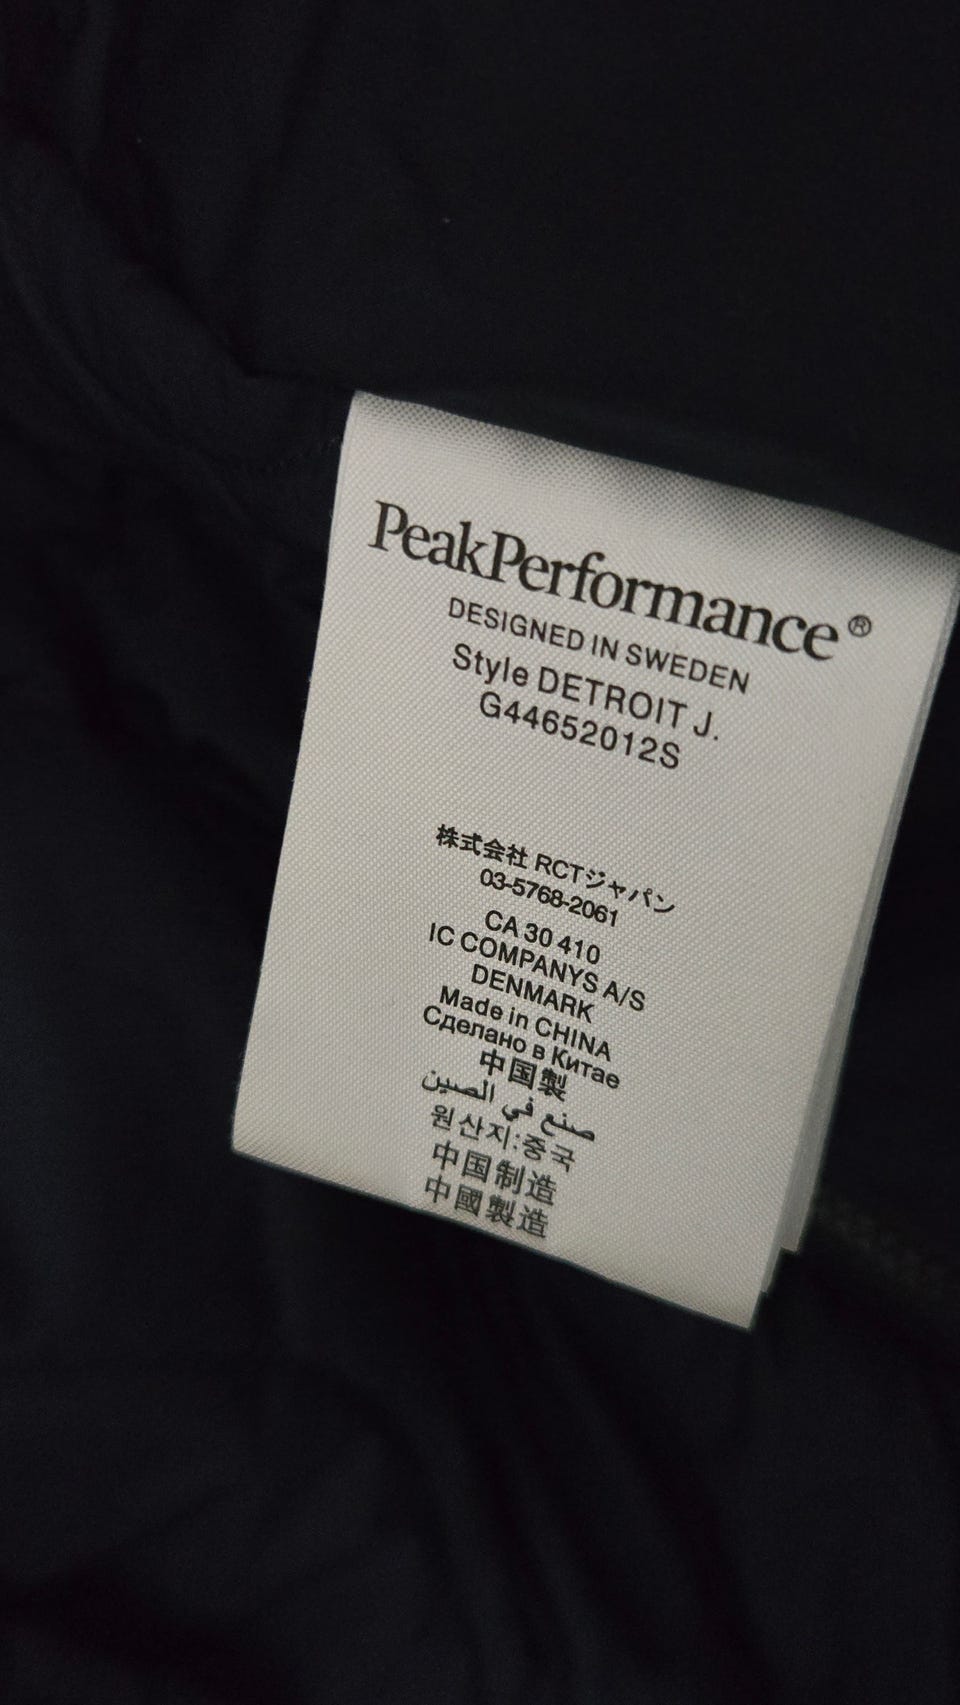 PeakPerformance®
DESIGNED IN SWEDEN
Style DETROIT J.
G44652012S
株式会社 RCTジャパン
03-5768-2061
CA 30 410
IC COMPANYS A/S
DENMARK
Made in CHINA
Сделано в Китае
中国製
صنع في الصين
원산지:중국
中国制造
中國製造